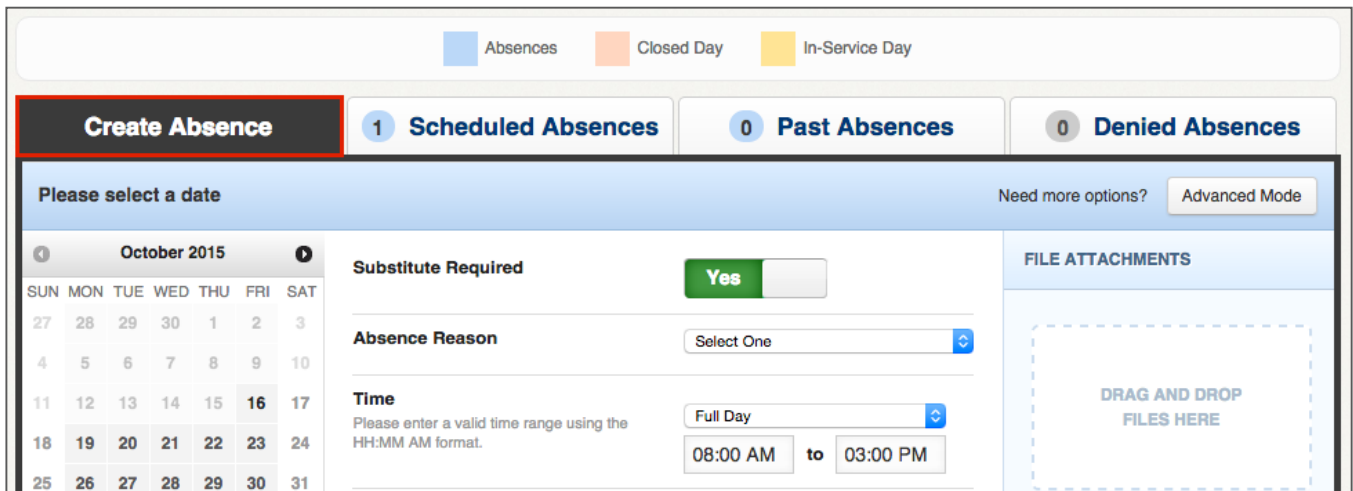 Absences Closed Day In-Service Day
Create Absence 1 Scheduled Absences 0 Past Absences 0 Denied Absences
Please select a date Need more options? Advanced Mode
October 2015
SUN MON TUE WED THU FRI SAT
27 28 29 30 1 2 3
4 5 6 7 8 9 10
11 12 13 14 15 16 17
18 19 20 21 22 23 24
25 26 27 28 29 30 31
Substitute Required Yes
Absence Reason Select One
Time
Please enter a valid time range using the
HH:MM AM format.
Full Day
08:00 AM to 03:00 PM
FILE ATTACHMENTS
DRAG AND DROP
FILES HERE